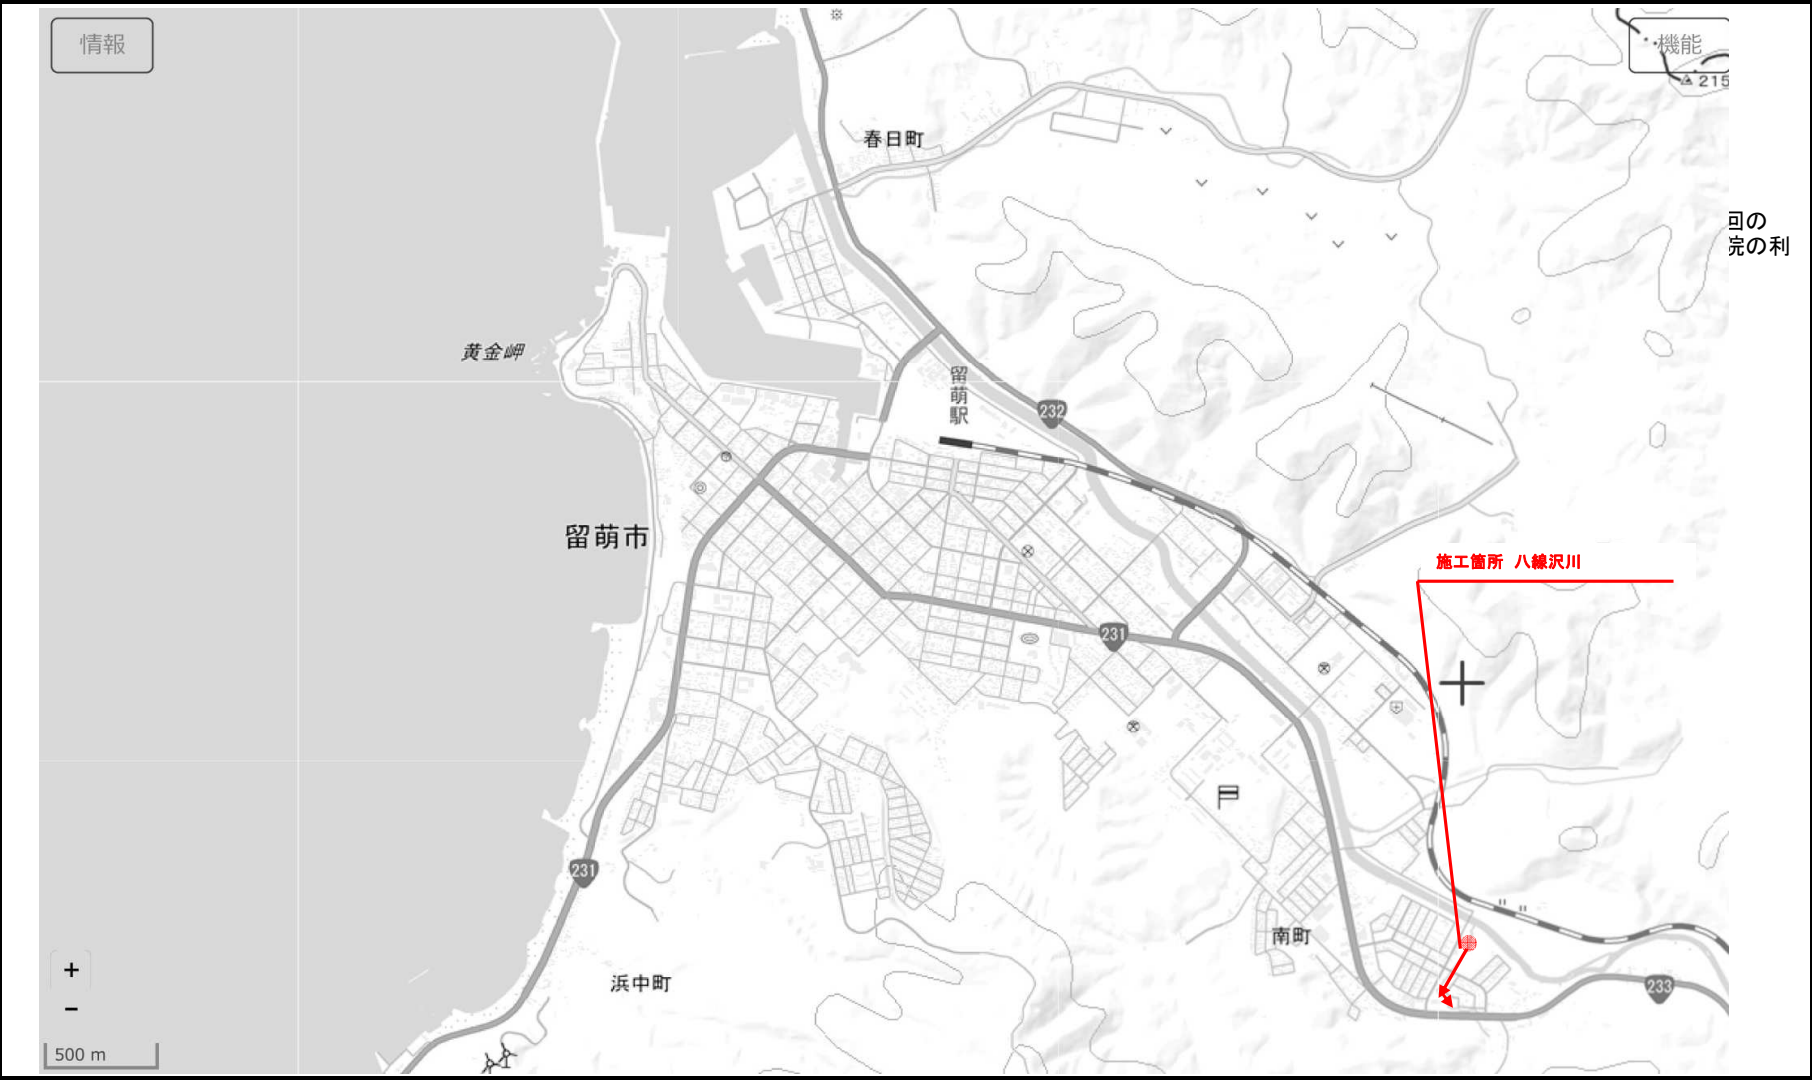 情報
機能
215
春日町
回の
院の利
黄金岬
留萌駅
232
留萌市
施工箇所 八線沢川
231
231
南町
浜中町
233
+
−
500 m